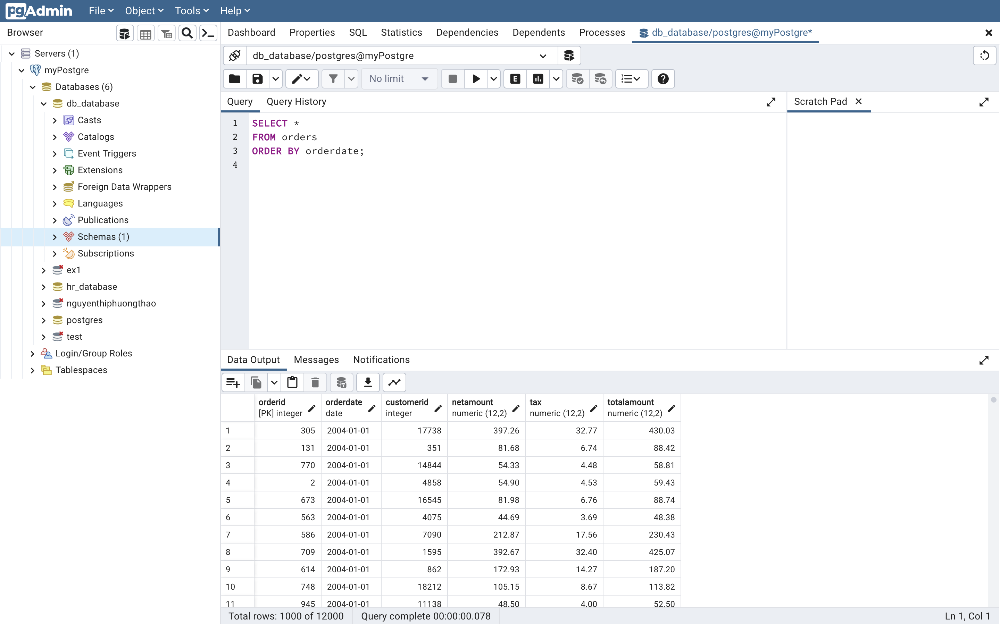 pgAdmin File Object Tools Help
Browser
Dashboard Properties SQL Statistics Dependencies Dependents Processes db_database/postgres@myPostgre*
Servers (1)
myPostgre
Databases (6)
db_database
Casts
Catalogs
Event Triggers
Extensions
Foreign Data Wrappers
Languages
Publications
Schemas (1)
Subscriptions
ex1
hr_database
nguyenthiphuongthao
postgres
test
Login/Group Roles
Tablespaces
db_database/postgres@myPostgre
No limit
E
Query Query History
Scratch Pad
1 SELECT *
2 FROM orders
3 ORDER BY orderdate;
4
Data Output Messages Notifications
orderid orderdate customerid netamount tax totalamount
[PK] integer date integer numeric (12,2) numeric (12,2) numeric (12,2)
1 305 2004-01-01 17738 397.26 32.77 430.03
2 131 2004-01-01 351 81.68 6.74 88.42
3 770 2004-01-01 14844 54.33 4.48 58.81
4 2 2004-01-01 4858 54.90 4.53 59.43
5 673 2004-01-01 16545 81.98 6.76 88.74
6 563 2004-01-01 4075 44.69 3.69 48.38
7 586 2004-01-01 7090 212.87 17.56 230.43
8 709 2004-01-01 1595 392.67 32.40 425.07
9 614 2004-01-01 862 172.93 14.27 187.20
10 748 2004-01-01 18212 105.15 8.67 113.82
11 945 2004-01-01 11138 48.50 4.00 52.50
Total rows: 1000 of 12000 Query complete 00:00:00.078 Ln 1, Col 1